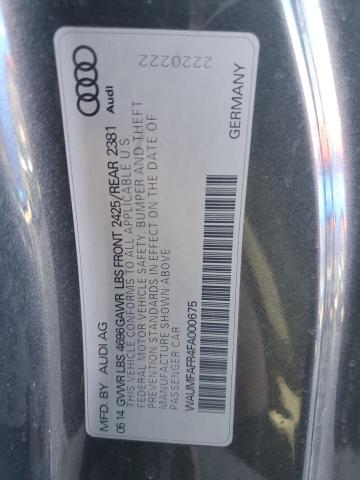 MFD. BY AUDI AG
05 14 GVWR LBS 4696GAWR LBS FRONT 2425/REAR 2381
THIS VEHICLE CONFORMS TO ALL APPLICABLE U S
FEDERAL MOTOR VEHICLE SAFETY, BUMPER AND THEFT
PREVENTION STANDARDS IN EFFECT ON THE DATE OF
MANUFACTURE SHOWN ABOVE
PASSENGER CAR
WAUMFAFR4FA000675
Audi
2220222
GERMANY